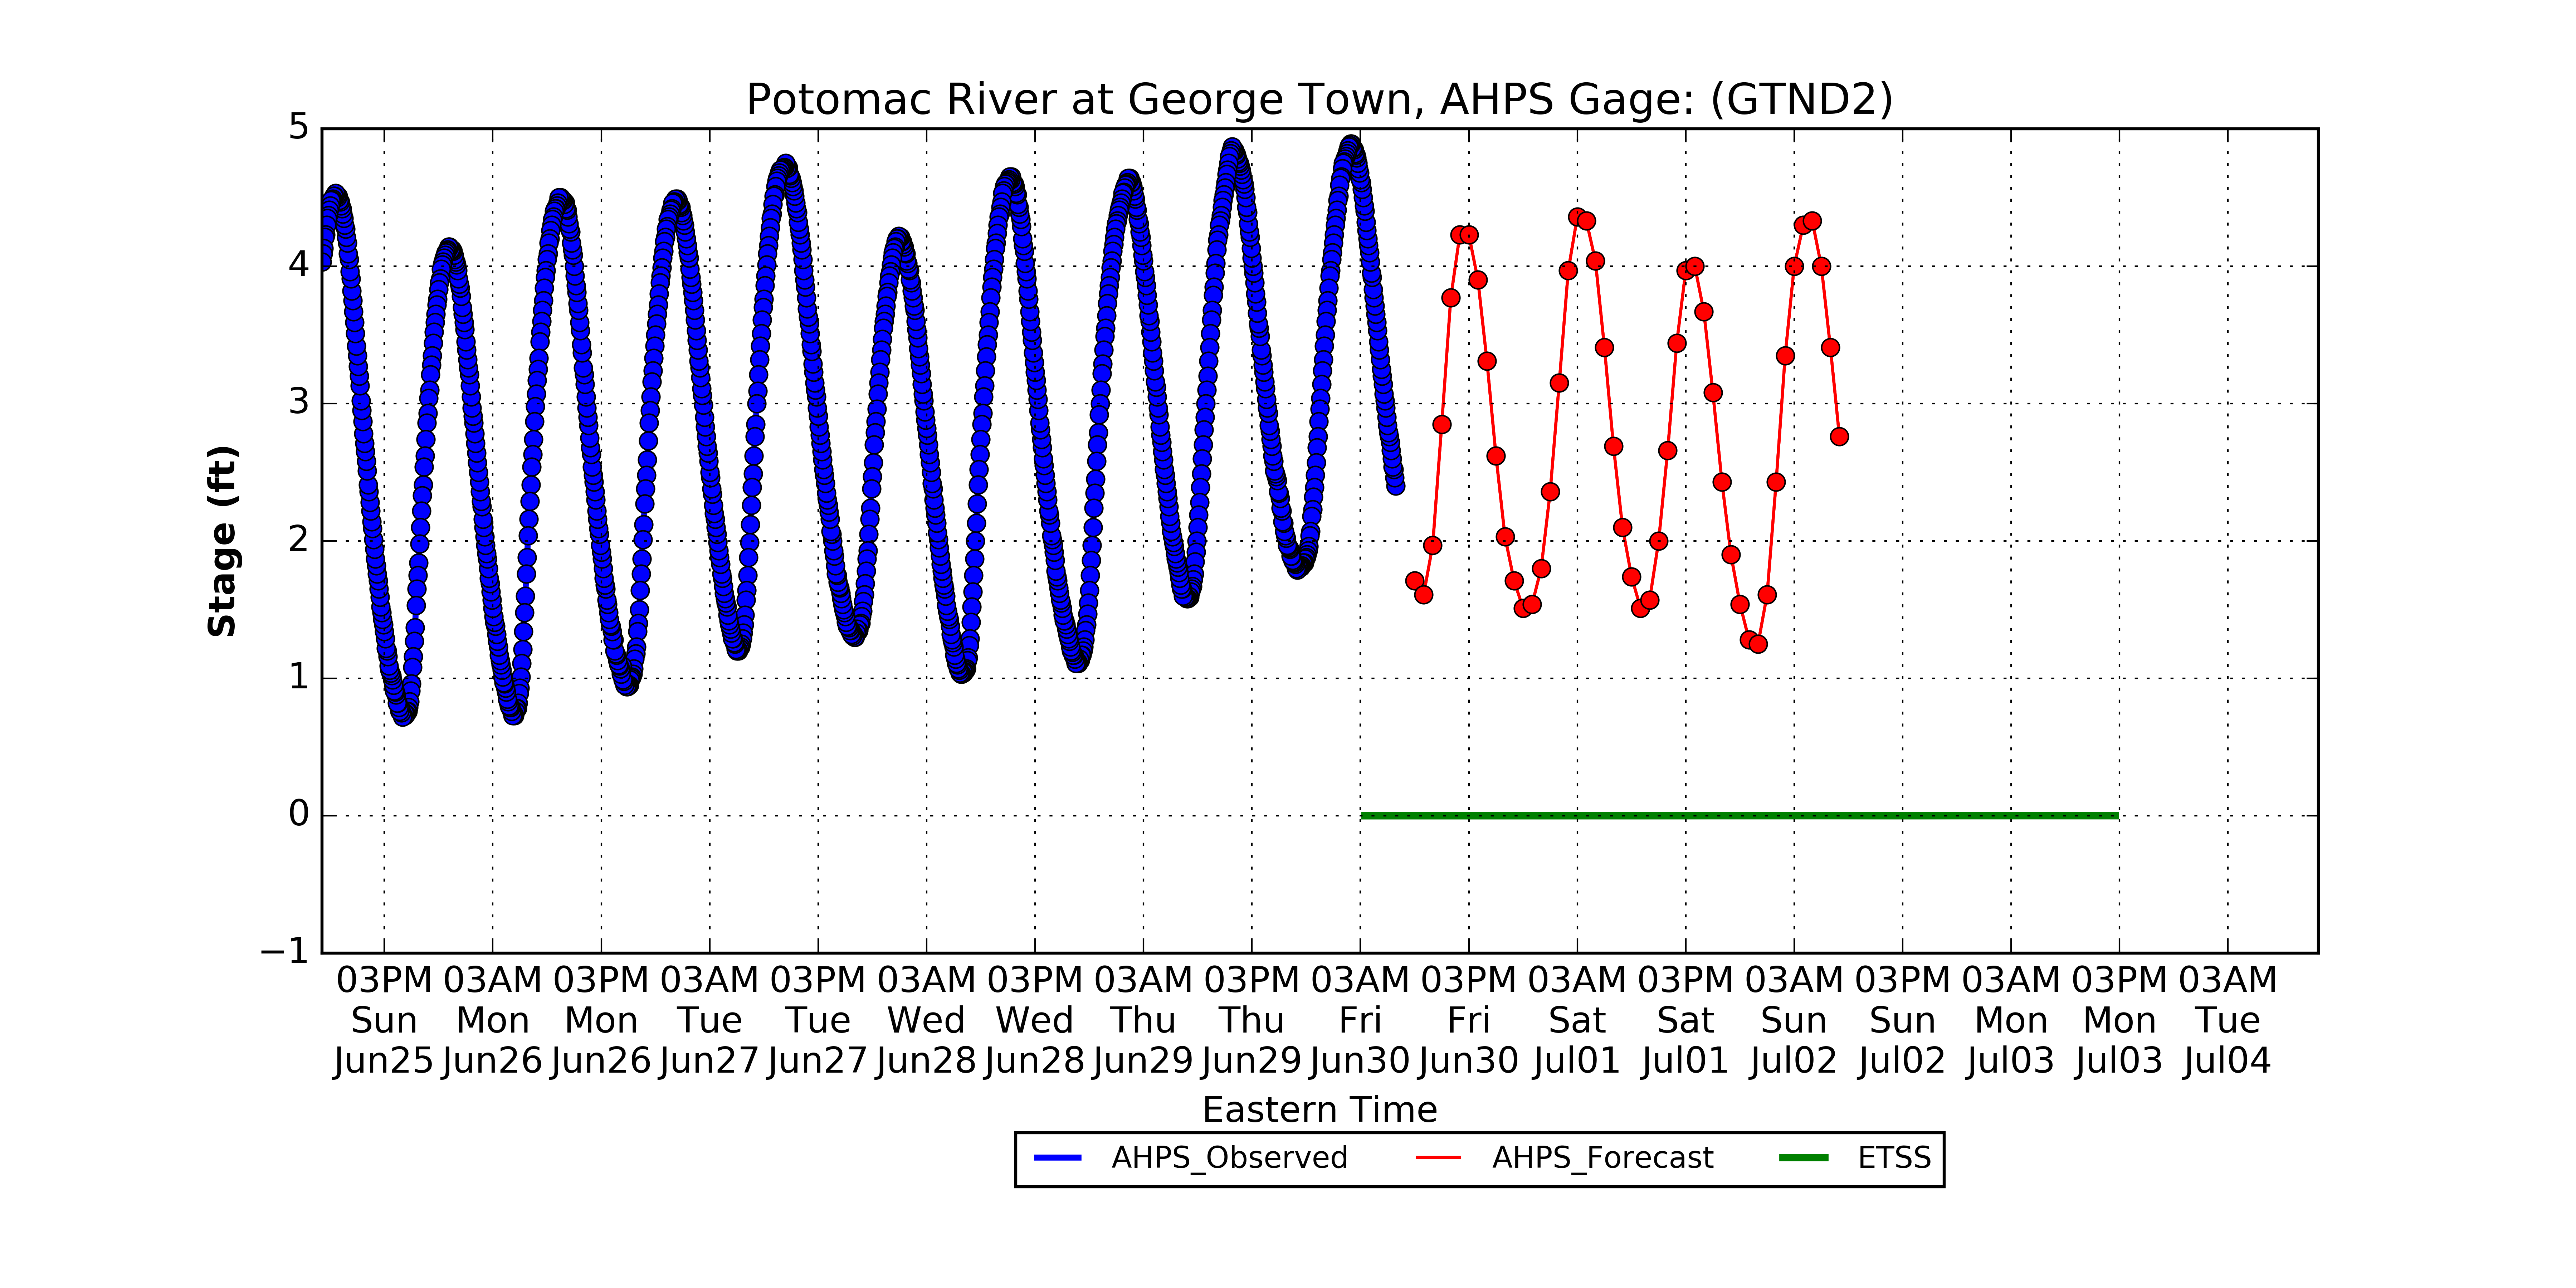 Potomac River at George Town, AHPS Gage: (GTND2)
5
4
3
2
1
0
−1
Stage (ft)
03PM 03AM 03PM 03AM 03PM 03AM 03PM 03AM 03PM 03AM 03PM 03AM 03PM 03AM 03PM 03AM 03PM 03AM
Sun Mon Mon Tue Tue Wed Wed Thu Thu Fri Fri Sat Sat Sun Sun Mon Mon Tue
Jun25 Jun26 Jun26 Jun27 Jun27 Jun28 Jun28 Jun29 Jun29 Jun30 Jun30 Jul01 Jul01 Jul02 Jul02 Jul03 Jul03 Jul04
Eastern Time
AHPS_Observed AHPS_Forecast ETSS